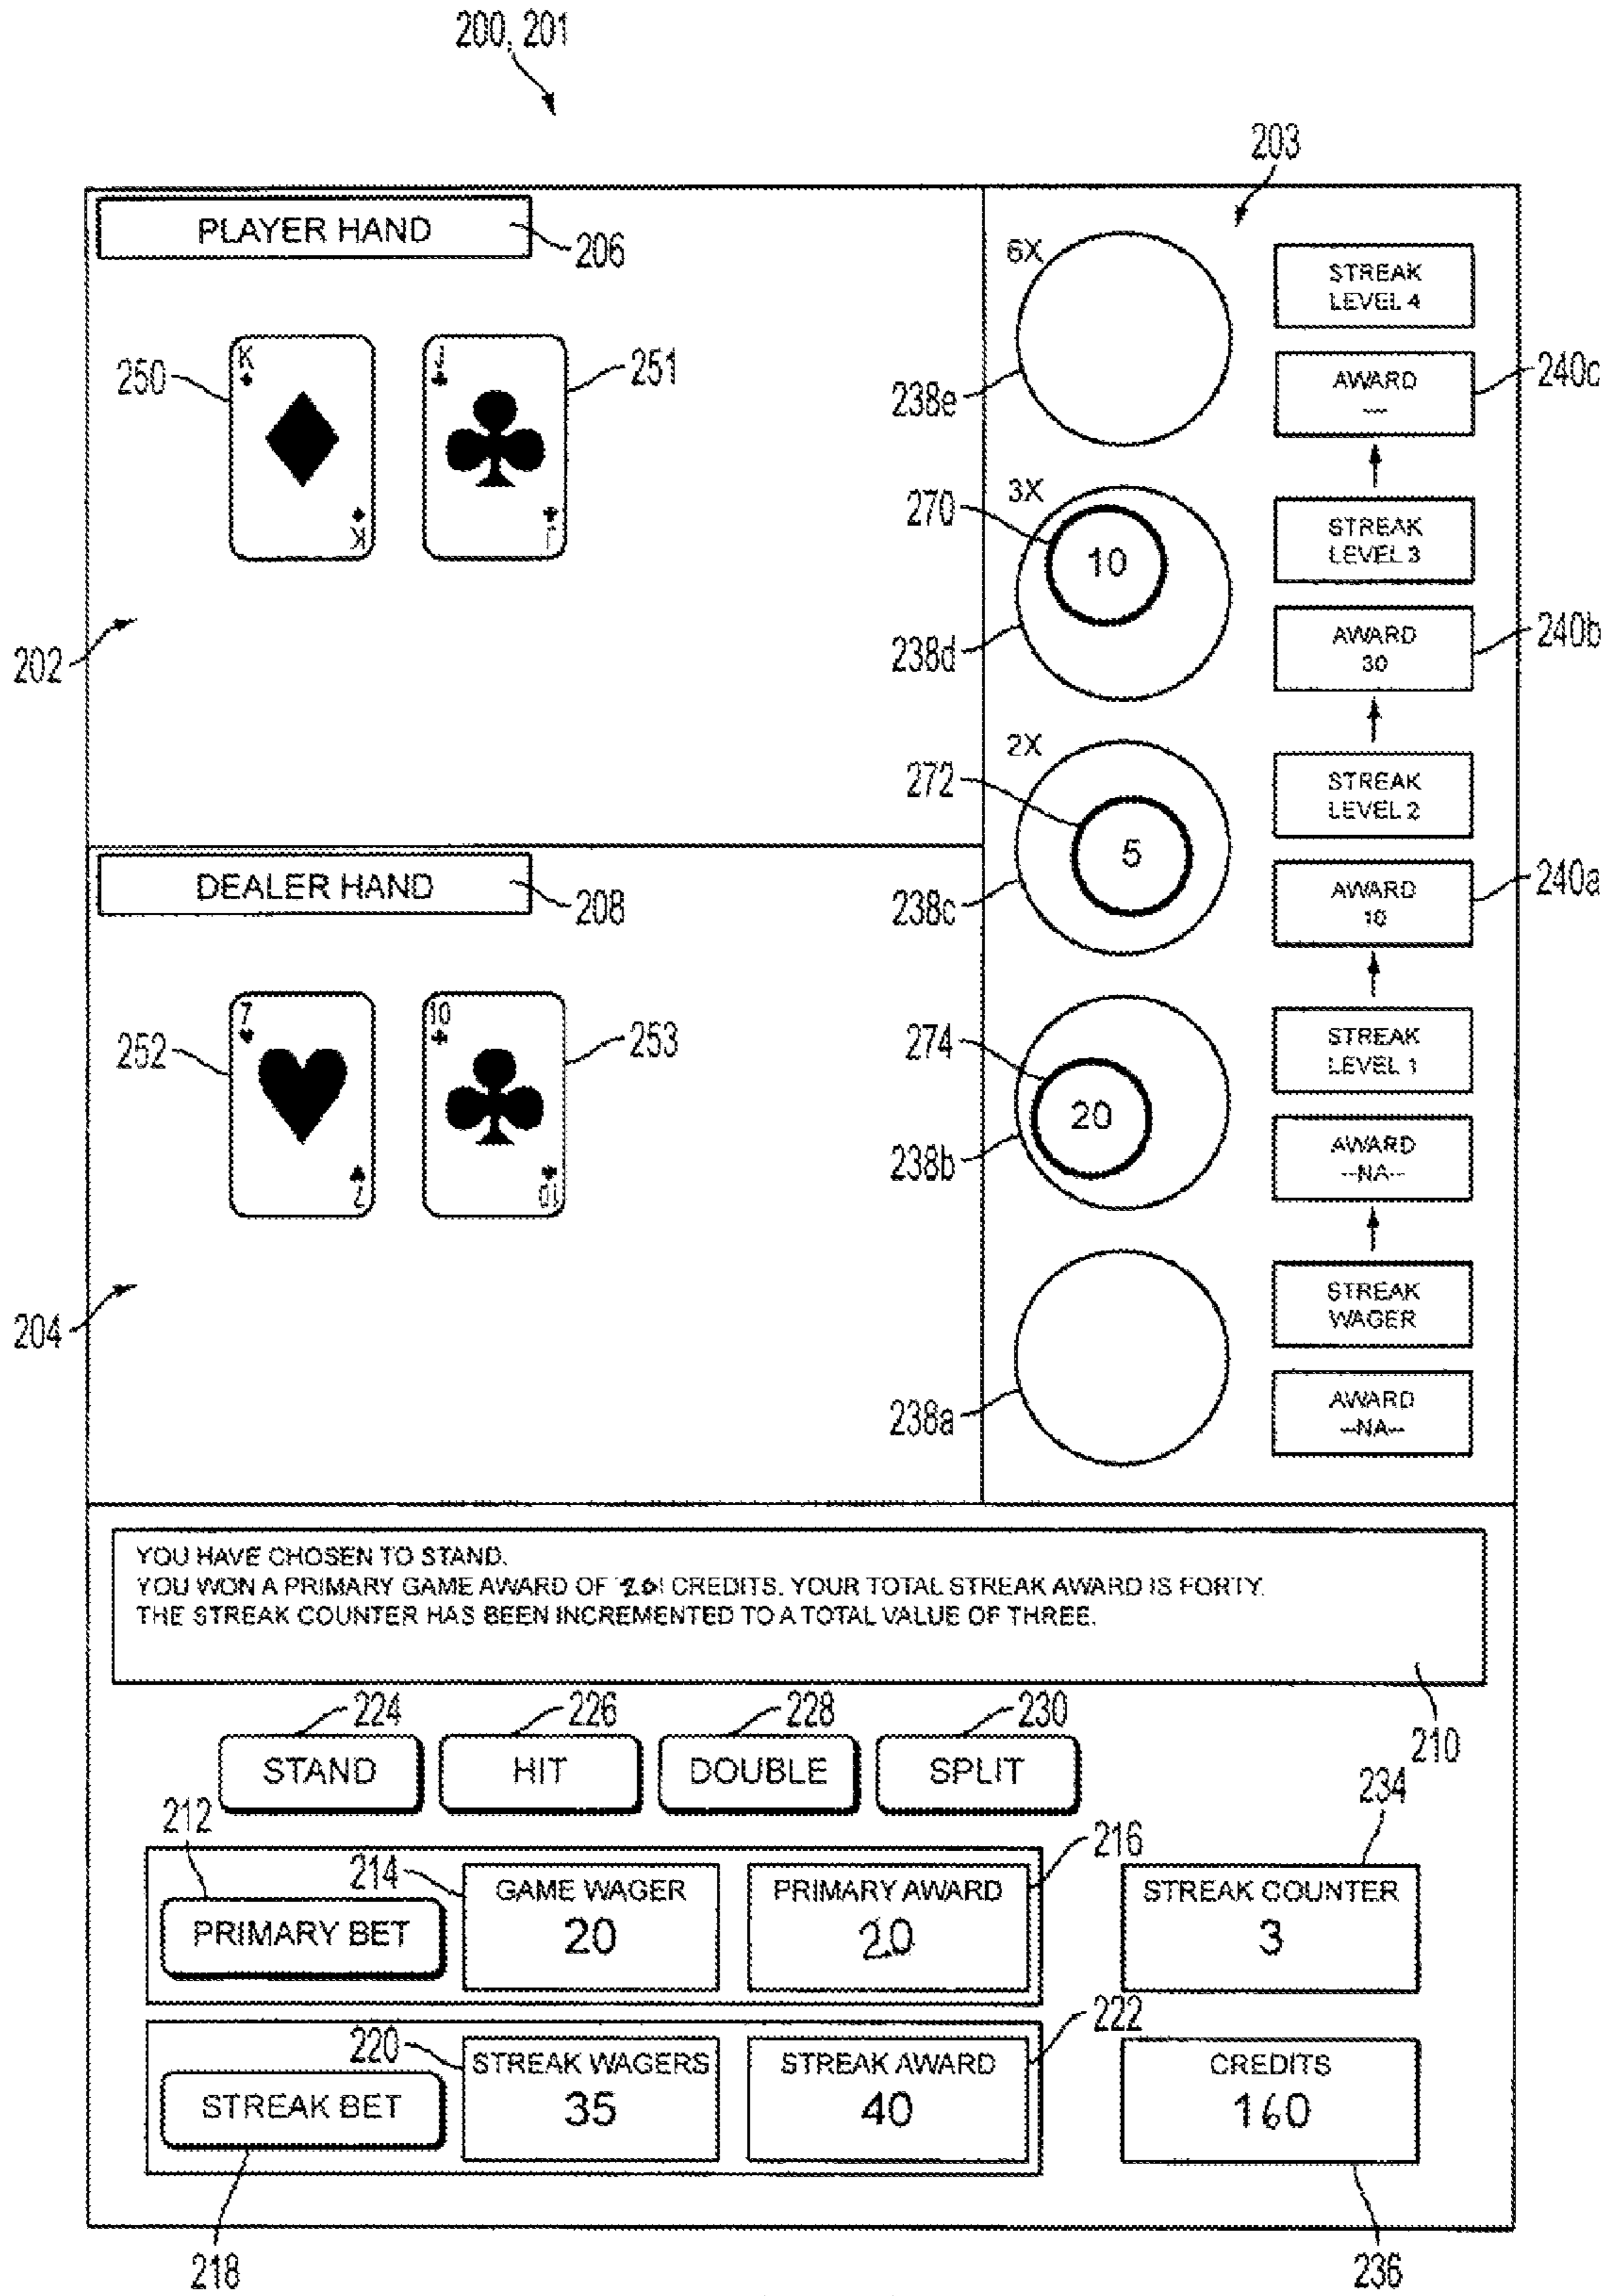 200, 201
203
PLAYER HAND
206
K
J
250
251
K
J
202
6X
238e
STREAK
LEVEL 4
AWARD
---
240c
3X
270
10
238d
STREAK
LEVEL 3
AWARD
30
240b
2X
272
5
238c
STREAK
LEVEL 2
AWARD
10
240a
DEALER HAND
208
7
10
252
253
7
10
204
274
20
238b
STREAK
LEVEL 1
AWARD
--NA--
238a
STREAK
WAGER
AWARD
--NA--
YOU HAVE CHOSEN TO STAND.
YOU WON A PRIMARY GAME AWARD OF 20 CREDITS. YOUR TOTAL STREAK AWARD IS FORTY.
THE STREAK COUNTER HAS BEEN INCREMENTED TO A TOTAL VALUE OF THREE.
210
224
226
228
230
STAND
HIT
DOUBLE
SPLIT
212
214
216
234
PRIMARY BET
GAME WAGER
20
PRIMARY AWARD
20
STREAK COUNTER
3
220
222
STREAK BET
STREAK WAGERS
35
STREAK AWARD
40
CREDITS
160
218
236